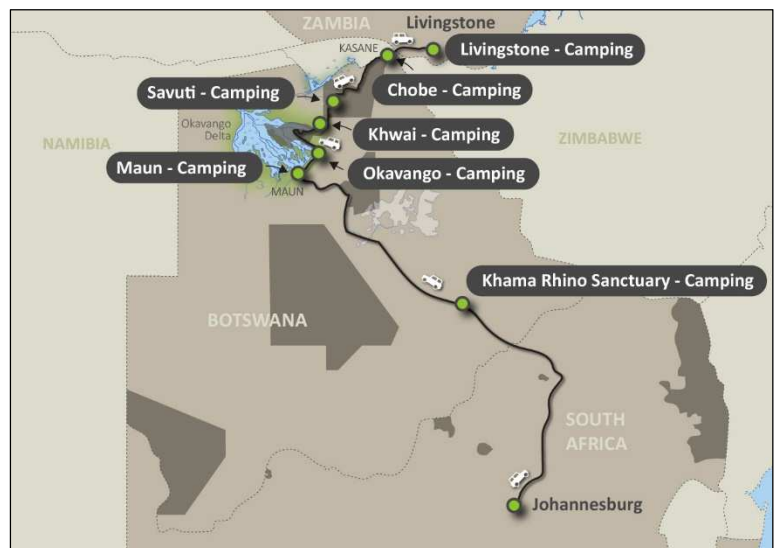 ZAMBIA
Livingstone
KASANE
Livingstone - Camping
Savuti - Camping
Chobe - Camping
Okavango
Delta
Khwai - Camping
NAMIBIA
ZIMBABWE
Maun - Camping
Okavango - Camping
MAUN
Khama Rhino Sanctuary - Camping
BOTSWANA
SOUTH
AFRICA
Johannesburg